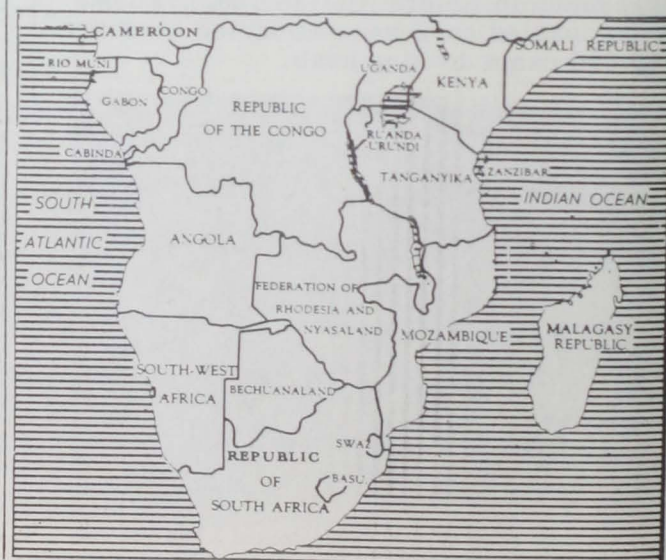 CAMEROON
SOMALI REPUBLIC
RIO MUNI
UGANDA
KENYA
GABON
CONGO
REPUBLIC
OF THE CONGO
RUANDA
URUNDI
CABINDA
TANGANYIKA
ZANZIBAR
SOUTH
ATLANTIC
OCEAN
INDIAN OCEAN
ANGOLA
FEDERATION OF
RHODESIA AND
NYASALAND
MOZAMBIQUE
MALAGASY
REPUBLIC
SOUTH-WEST
AFRICA
BECHUANALAND
SWAZ
REPUBLIC
OF
SOUTH AFRICA
BASU